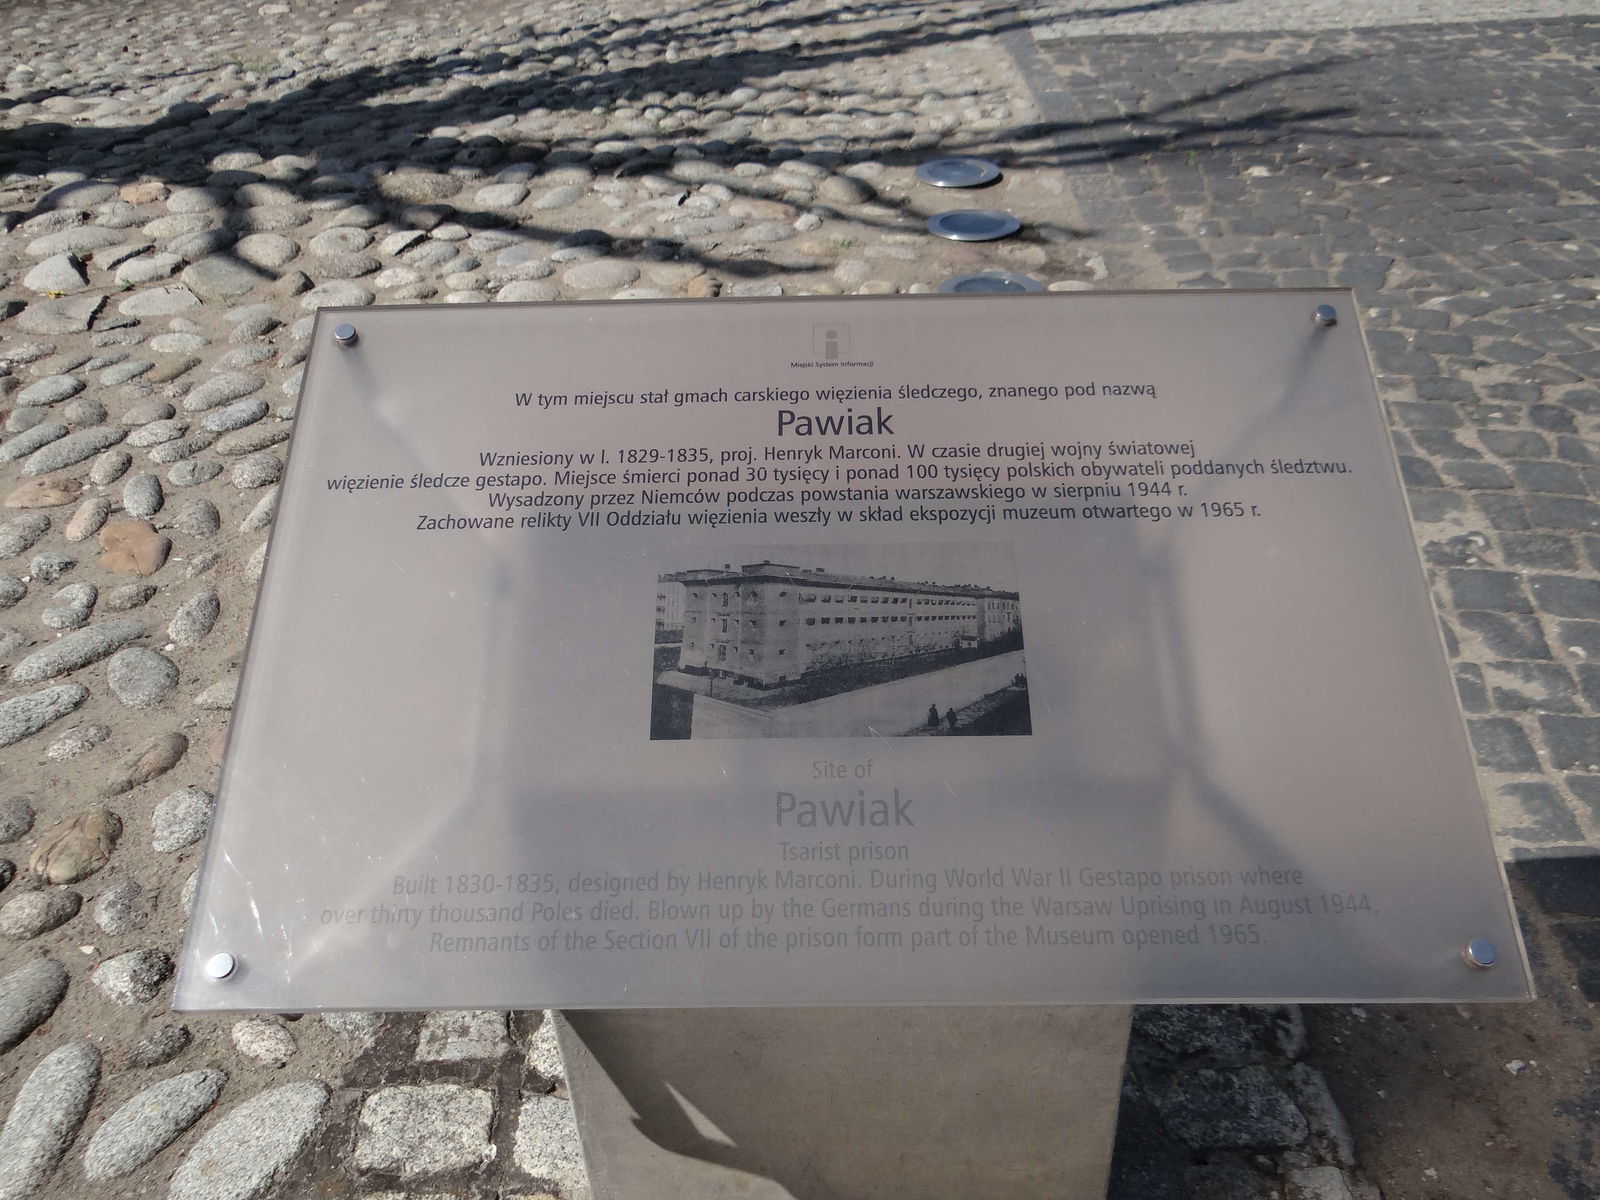 Miejski System Informacji
W tym miejscu stał gmach carskiego więzienia śledczego, znanego pod nazwą
Pawiak
Wzniesiony w l. 1829-1835, proj. Henryk Marconi. W czasie drugiej wojny światowej
więzienie śledcze gestapo. Miejsce śmierci ponad 30 tysięcy i ponad 100 tysięcy polskich obywateli poddanych śledztwu.
Wysadzony przez Niemców podczas powstania warszawskiego w sierpniu 1944 r.
Zachowane relikty VII Oddziału więzienia weszły w skład ekspozycji muzeum otwartego w 1965 r.
Site of
Pawiak
Tsarist prison
Built 1830-1835, designed by Henryk Marconi. During World War II Gestapo prison where
over thirty thousand Poles died. Blown up by the Germans during the Warsaw Uprising in August 1944.
Remnants of the Section VII of the prison form part of the Museum opened 1965.